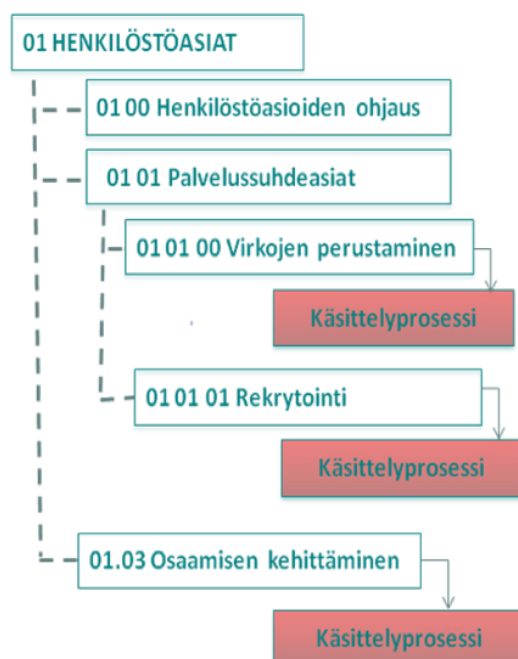 01 HENKILÖSTÖASIAT
01 00 Henkilöstöasioiden ohjaus
01 01 Palvelussuhdeasiat
01 01 00 Virkojen perustaminen
Käsittelyprosessi
01 01 01 Rekrytointi
Käsittelyprosessi
01.03 Osaamisen kehittäminen
Käsittelyprosessi